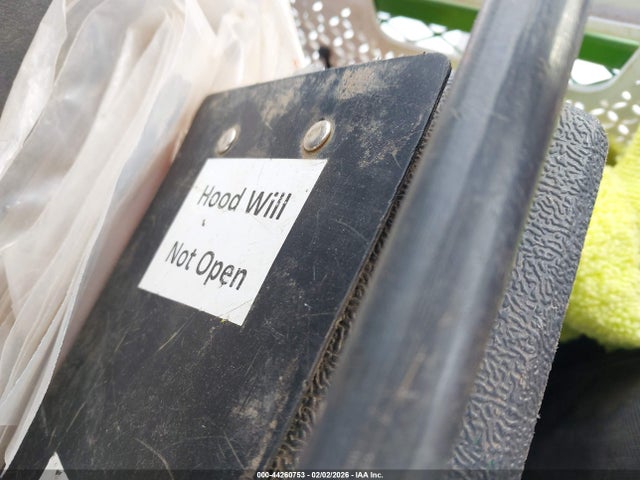 Hood Will
Not Open
000-44260753 - 02/02/2026 - IAA Inc.